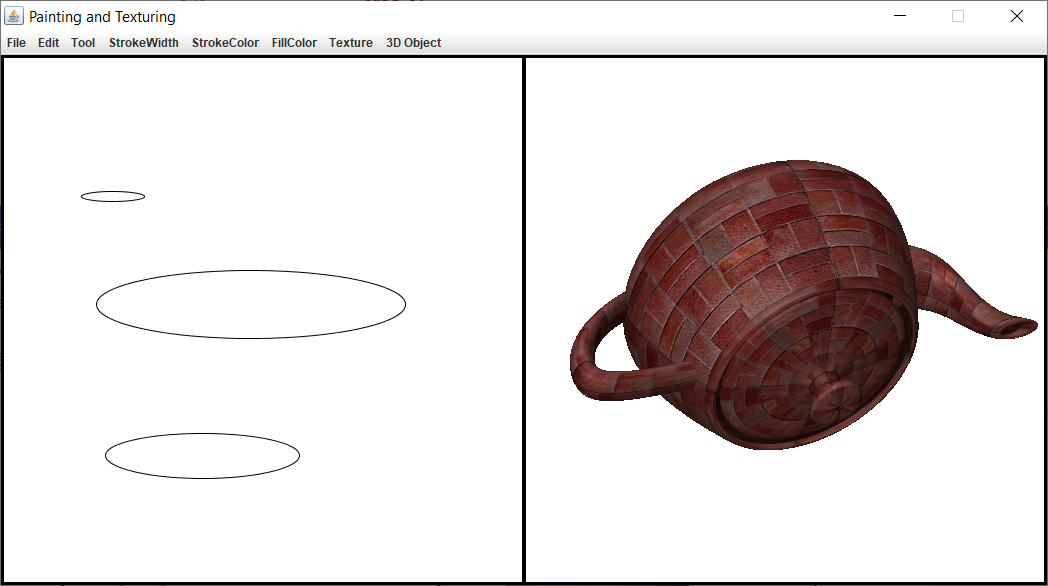 Painting and Texturing
File Edit Tool StrokeWidth StrokeColor FillColor Texture 3D Object